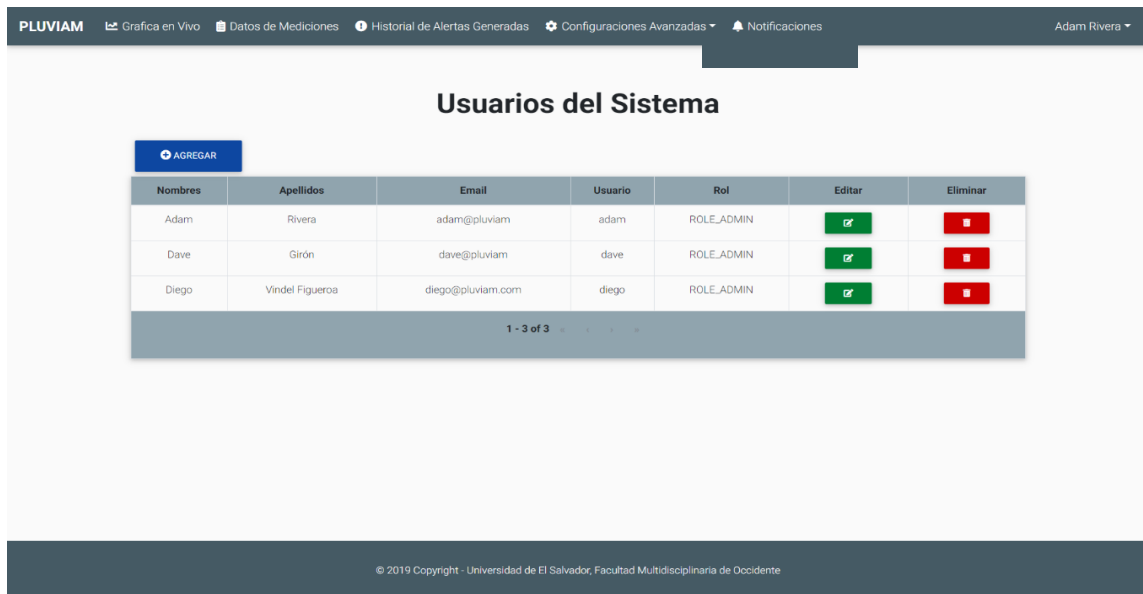 PLUVIAM Grafica en Vivo Datos de Mediciones Historial de Alertas Generadas Configuraciones Avanzadas Notificaciones Adam Rivera
Usuarios del Sistema
AGREGAR
Nombres Apellidos Email Usuario Rol Editar Eliminar
Adam Rivera adam@pluviam adam ROLE_ADMIN
Dave Girón dave@pluviam dave ROLE_ADMIN
Diego Vindel Figueroa diego@pluviam.com diego ROLE_ADMIN
1 - 3 of 3
© 2019 Copyright - Universidad de El Salvador, Facultad Multidisciplinaria de Occidente